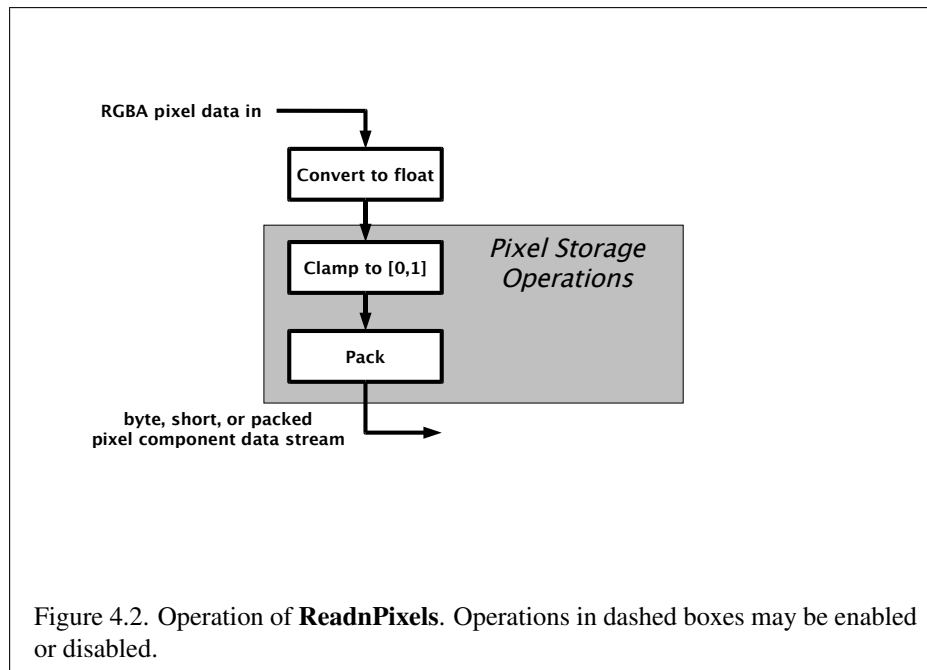 RGBA pixel data in
Convert to float
Pixel Storage
Operations
Clamp to [0,1]
Pack
byte, short, or packed
pixel component data stream
Figure 4.2. Operation of ReadnPixels. Operations in dashed boxes may be enabled
or disabled.